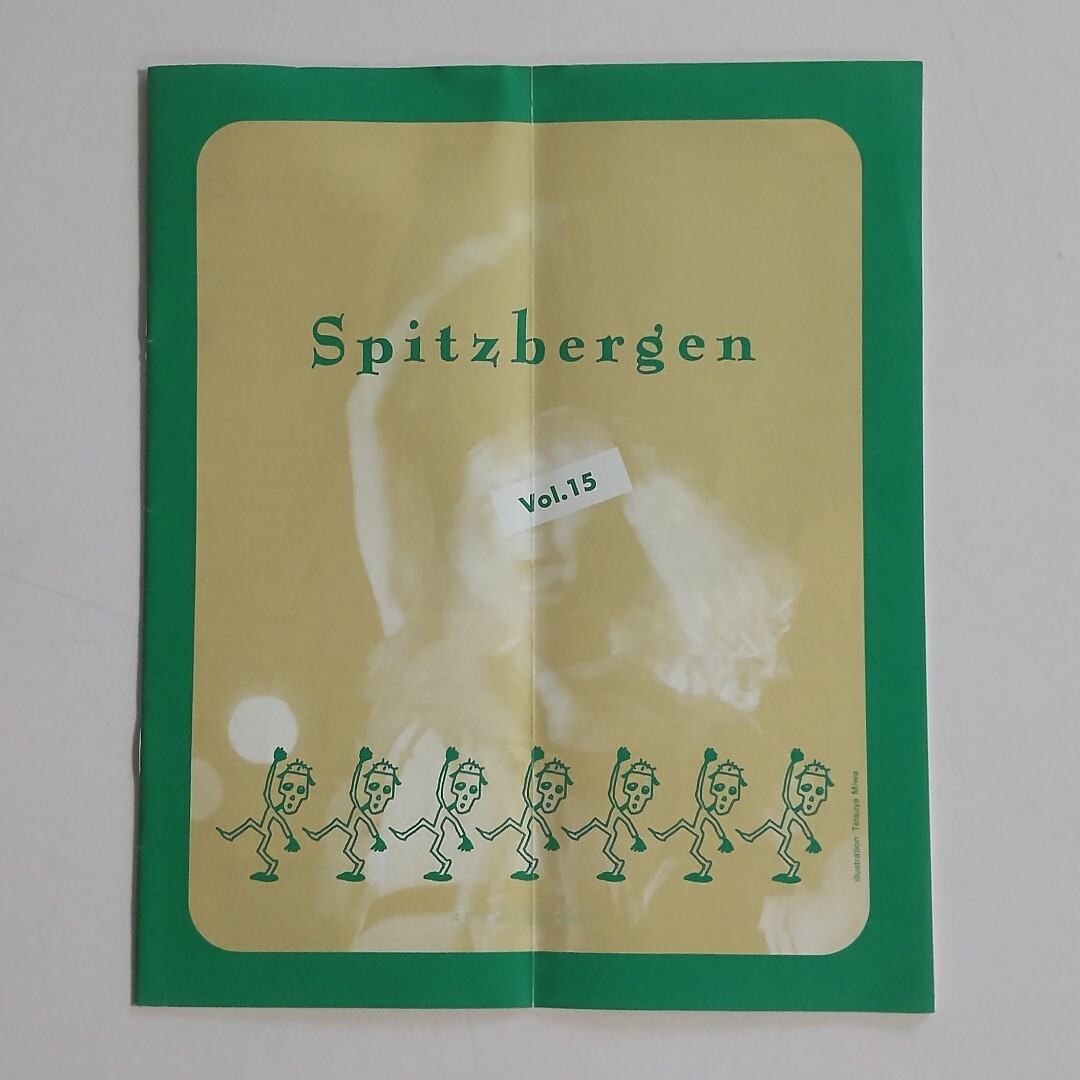 Spitzbergen
Vol.15
illustration Tetsuya Miwa